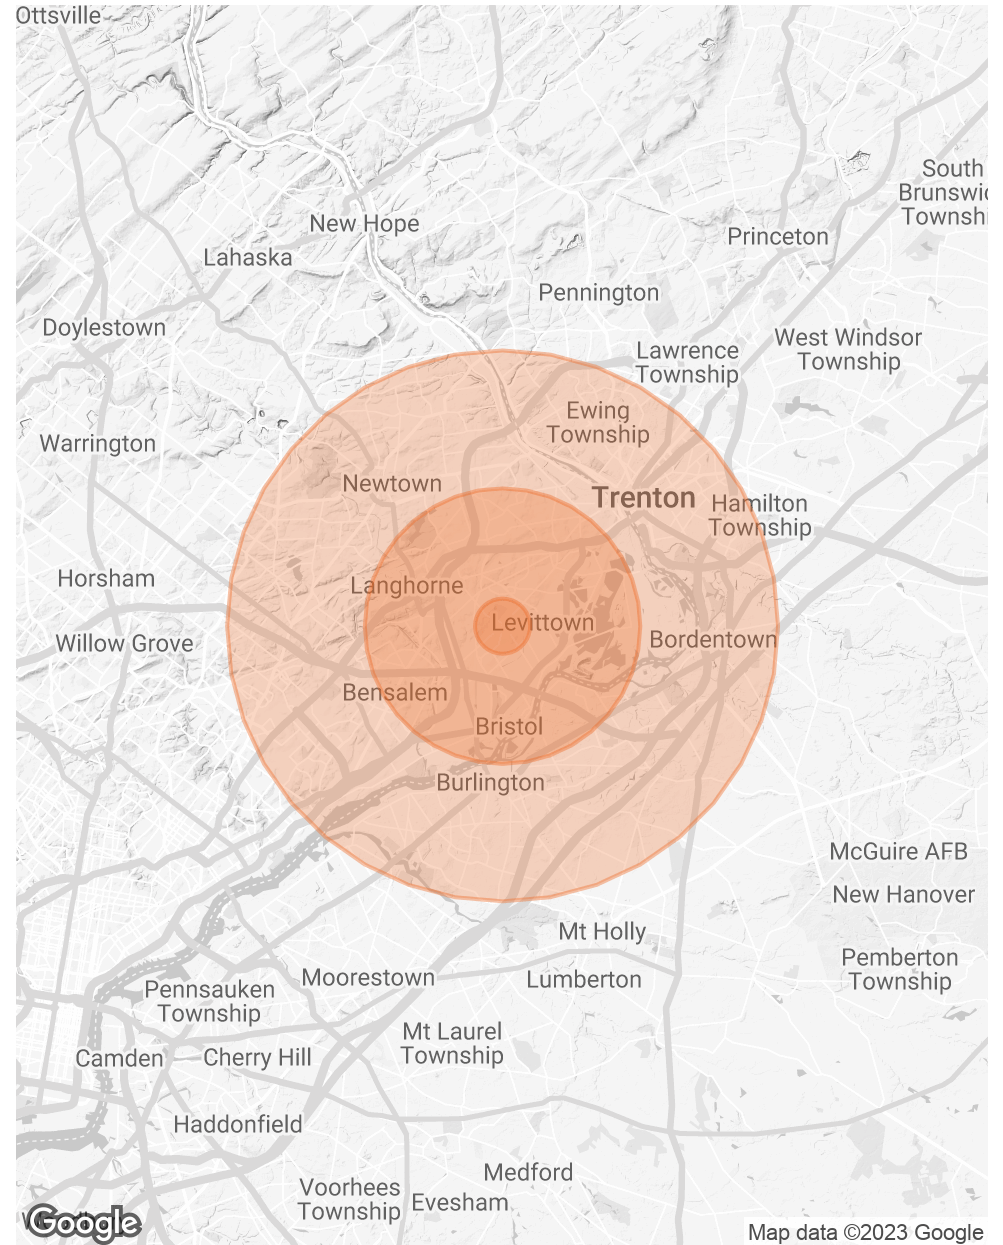 Ottsville
South
Brunswic
Townshi
New Hope
Princeton
Lahaska
Pennington
Doylestown
West Windsor
Township
Lawrence
Township
Ewing
Township
Warrington
Newtown
Trenton
Hamilton
Township
Horsham
Langhorne
Levittown
Willow Grove
Bordentown
Bensalem
Bristol
Burlington
McGuire AFB
New Hanover
Mt Holly
Pemberton
Township
Moorestown
Lumberton
Pennsauken
Township
Mt Laurel
Township
Camden
Cherry Hill
Haddonfield
Medford
Voorhees
Township
Evesham
Google
Map data ©2023 Google